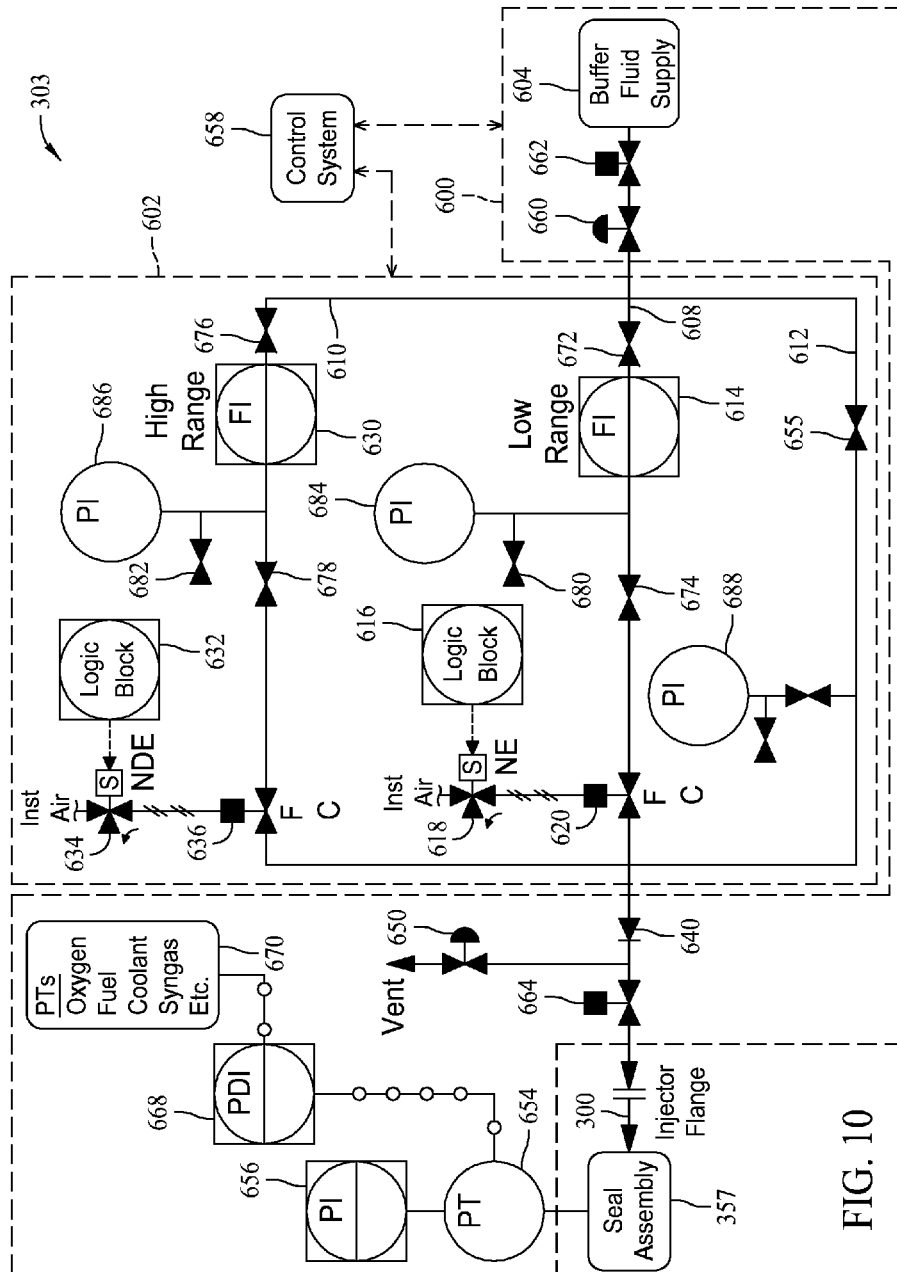 303
658
Control
System
600
604
Buffer
Fluid
Supply
662
660
602
676
610
608
672
612
655
686
PI
High
Range
FI
630
684
PI
Low
Range
FI
614
682
678
680
674
688
PI
632
Logic
Block
616
Logic
Block
Inst
Air
S
NDE
634
636
F
C
Inst
Air
S
NE
618
620
F
C
PTs
Oxygen
Fuel
Coolant
Syngas
Etc.
670
650
Vent
640
664
668
PDI
656
PI
654
PT
300
Injector
Flange
Seal
Assembly
357
FIG. 10